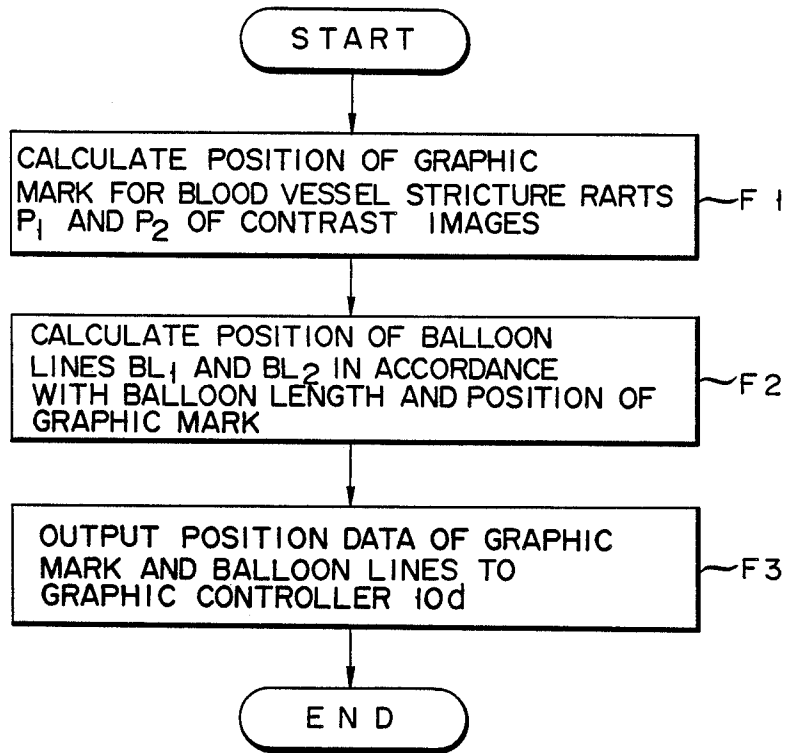 START
CALCULATE POSITION OF GRAPHIC
MARK FOR BLOOD VESSEL STRICTURE RARTS
P1 AND P2 OF CONTRAST IMAGES
F1
CALCULATE POSITION OF BALLOON
LINES BL1 AND BL2 IN ACCORDANCE
WITH BALLOON LENGTH AND POSITION OF
GRAPHIC MARK
F2
OUTPUT POSITION DATA OF GRAPHIC
MARK AND BALLOON LINES TO
GRAPHIC CONTROLLER 10d
F3
END